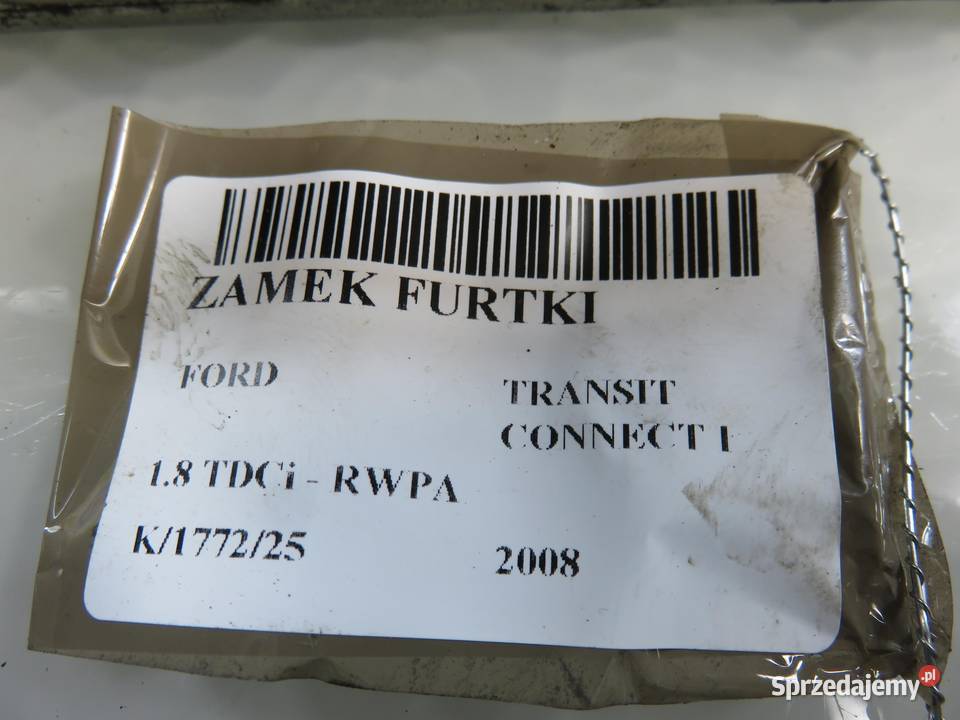 ZAMEK FURTKI
FORD
TRANSIT
CONNECT I
1.8 TDCi - RWPA
K/1772/25
2008
Sprzedajemy.pl